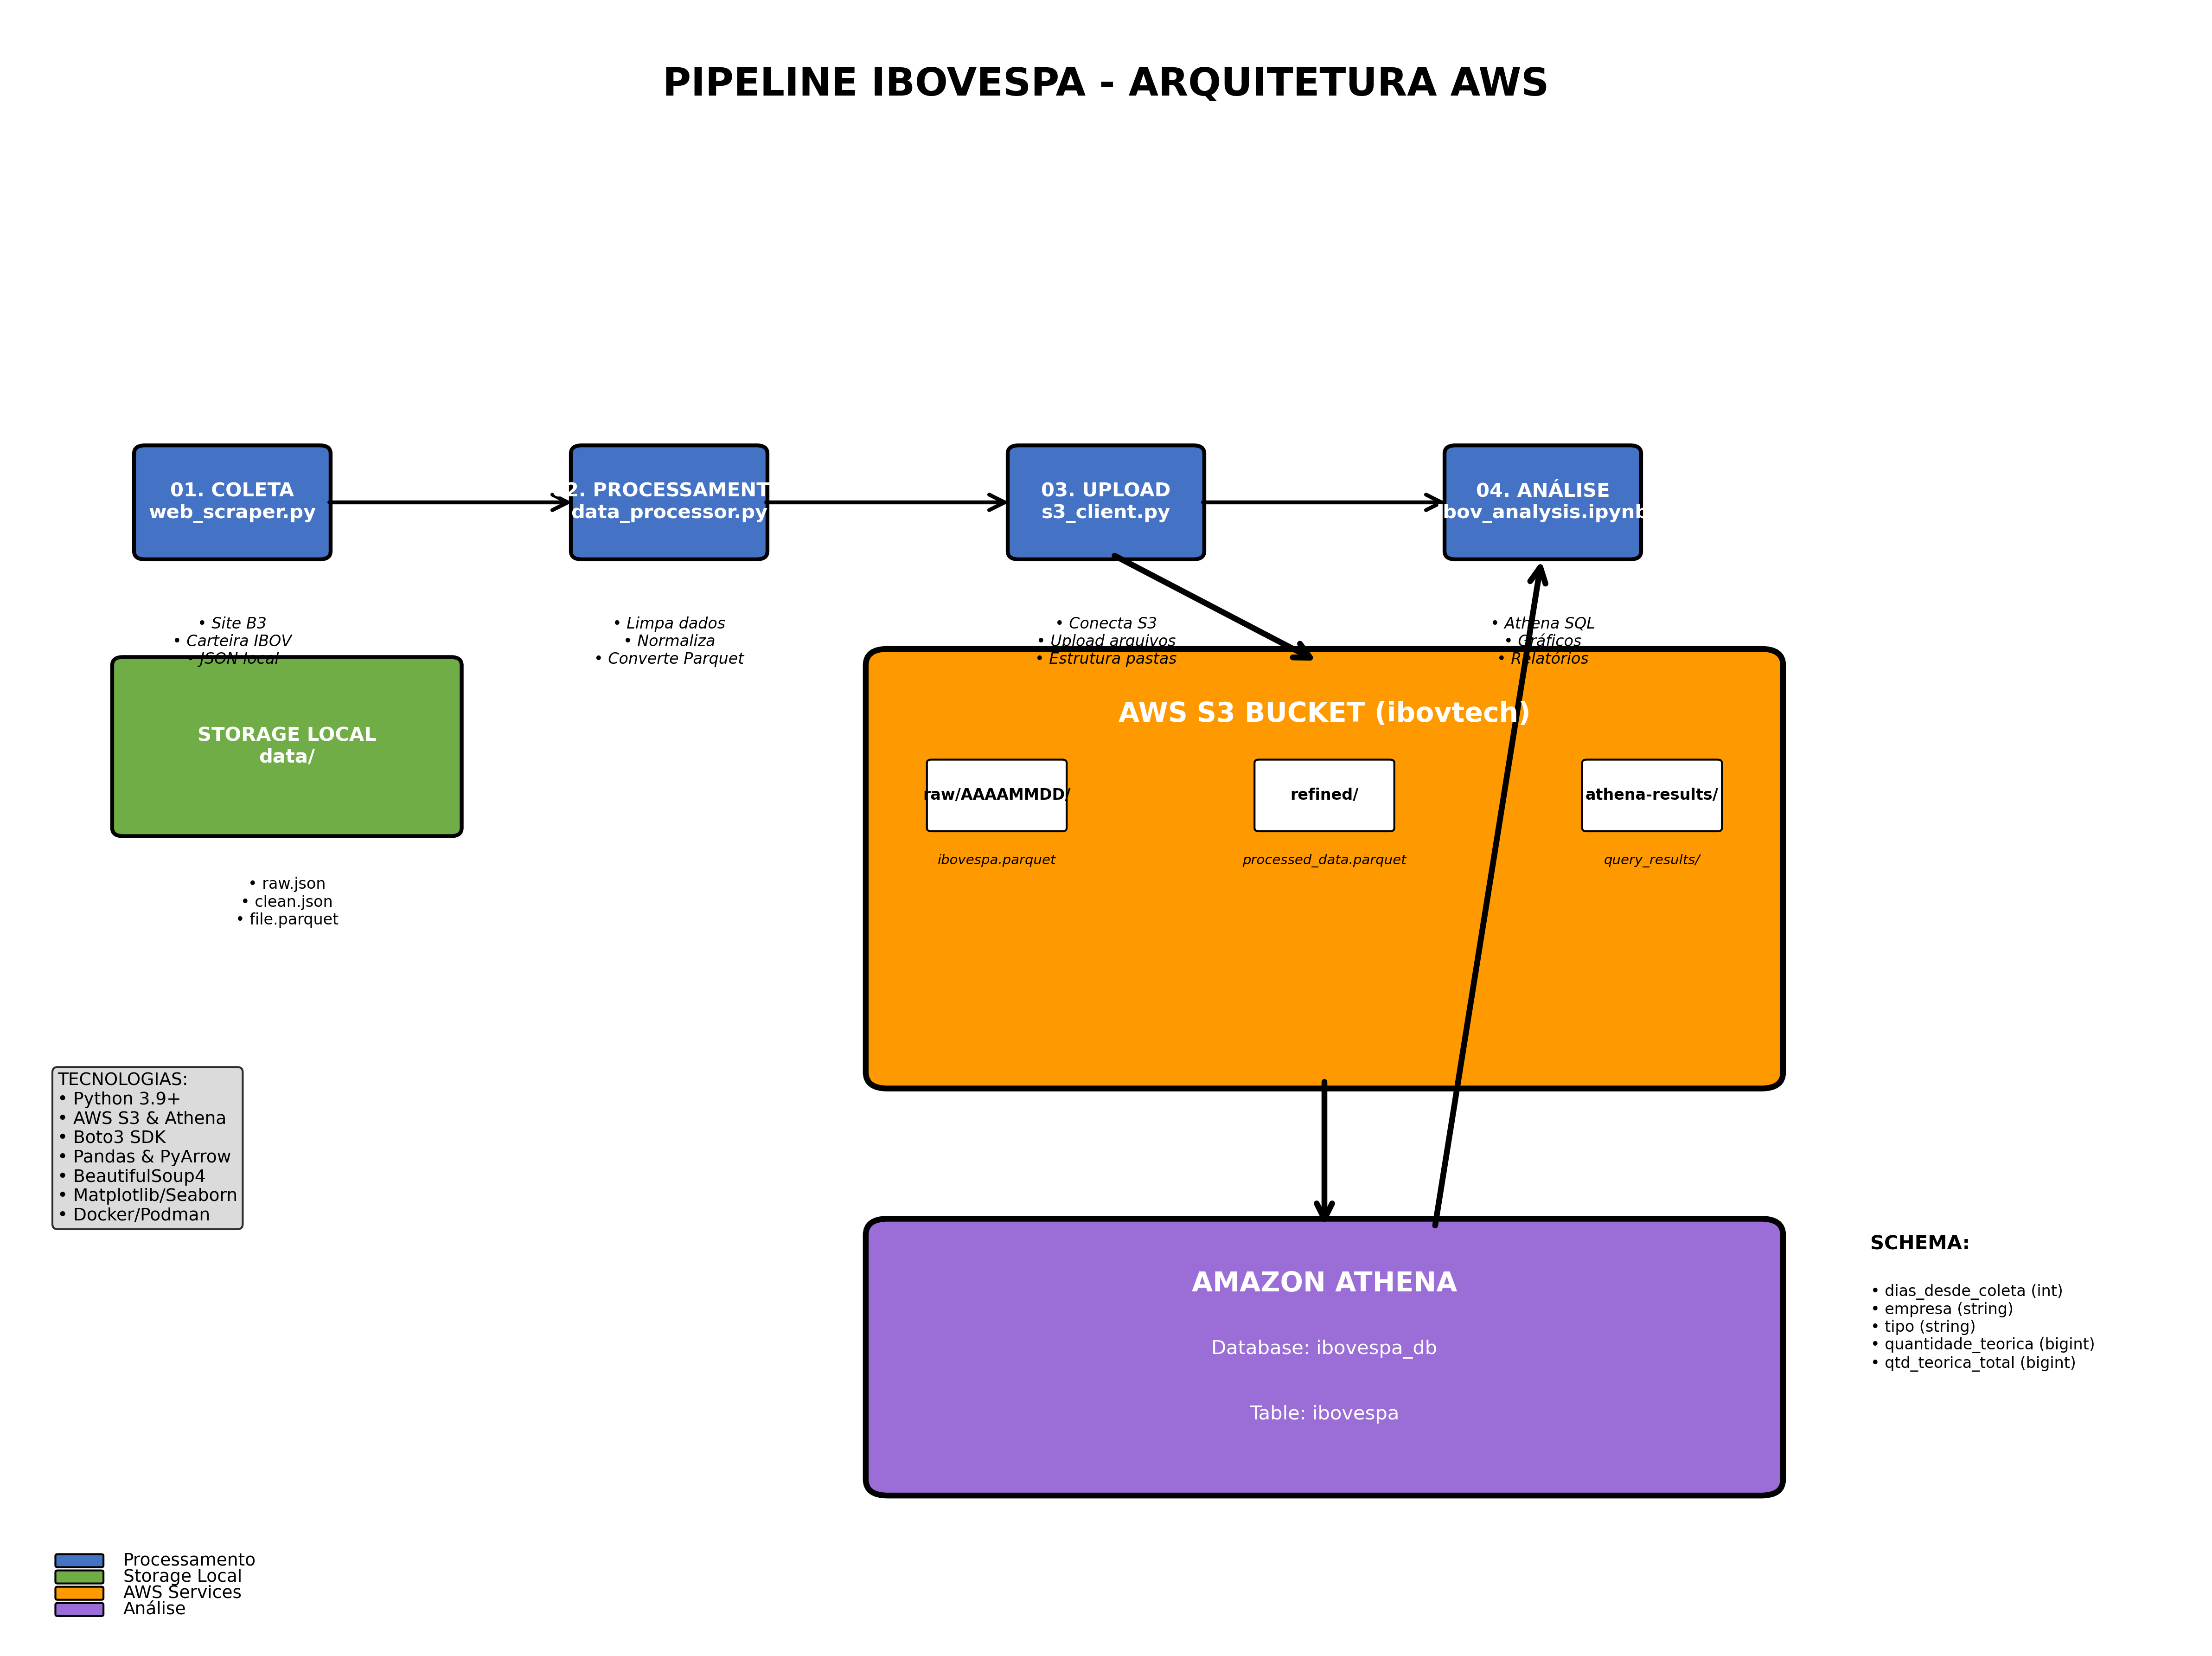 PIPELINE IBOVESPA - ARQUITETURA AWS
01. COLETA
web_scraper.py
2. PROCESSAMENT
data_processor.py
03. UPLOAD
s3_client.py
04. ANÁLISE
bov_analysis.ipynb
• Site B3
• Carteira IBOV
• JSON local
• Limpa dados
• Normaliza
• Converte Parquet
• Conecta S3
• Upload arquivos
• Estrutura pastas
• Athena SQL
• Gráficos
• Relatórios
STORAGE LOCAL
data/
• raw.json
• clean.json
• file.parquet
AWS S3 BUCKET (ibovtech)
raw/AAAAMMDD/
refined/
athena-results/
ibovespa.parquet
processed_data.parquet
query_results/
TECNOLOGIAS:
• Python 3.9+
• AWS S3 & Athena
• Boto3 SDK
• Pandas & PyArrow
• BeautifulSoup4
• Matplotlib/Seaborn
• Docker/Podman
AMAZON ATHENA
Database: ibovespa_db
Table: ibovespa
SCHEMA:
• dias_desde_coleta (int)
• empresa (string)
• tipo (string)
• quantidade_teorica (bigint)
• qtd_teorica_total (bigint)
Processamento
Storage Local
AWS Services
Análise